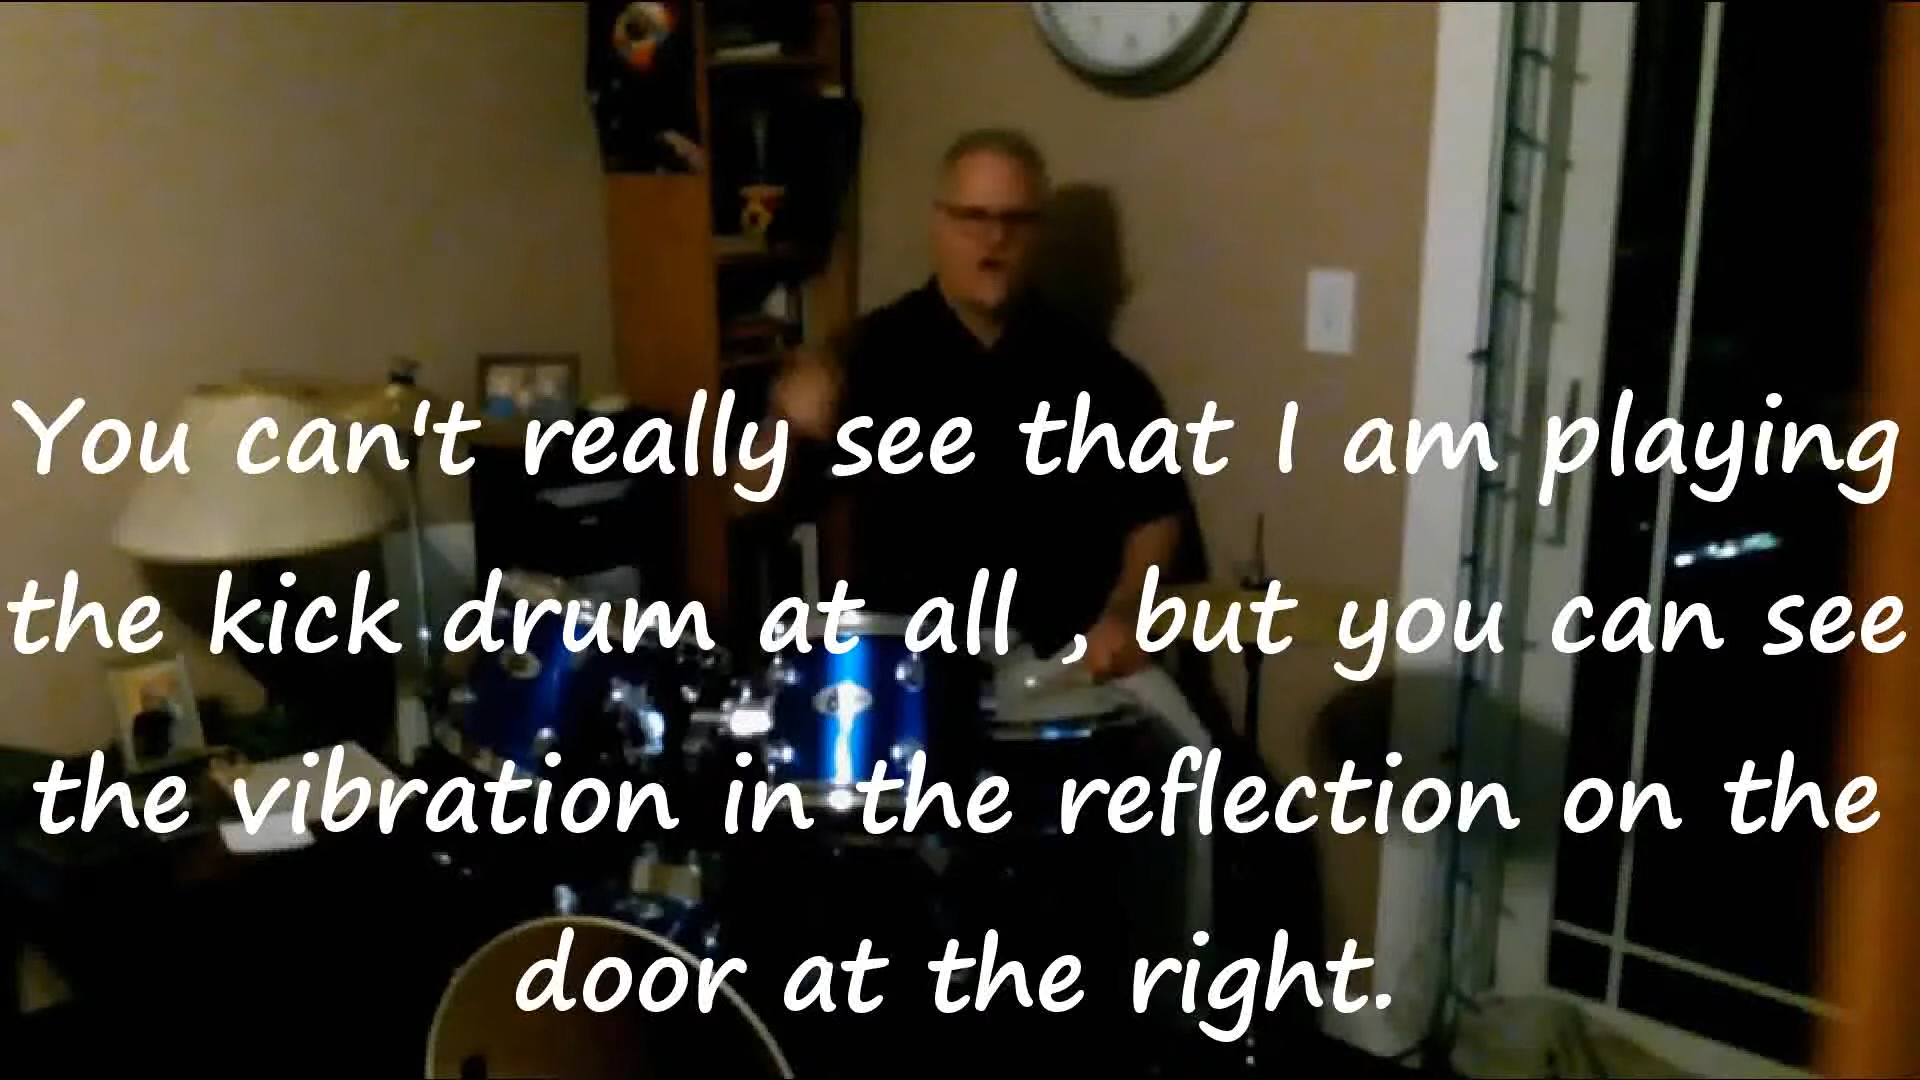 You can't really see that I am playing
the kick drum at all , but you can see
the vibration in the reflection on the
door at the right.